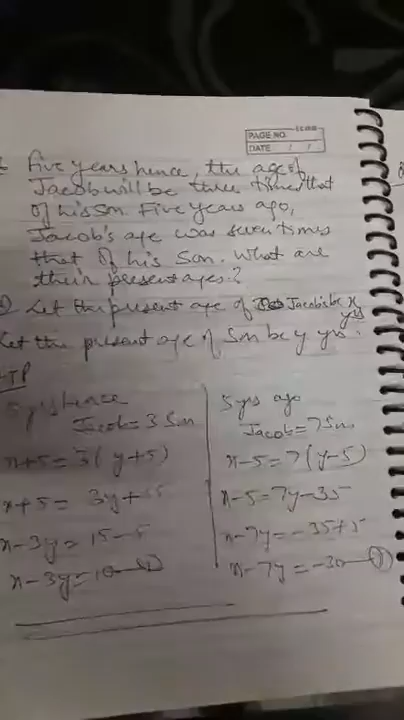 PAGE NO.
DATE / /
Five years hence, the age of
Jacob will be three times that
of his son. Five years ago,
Jacob's age was seven times
that of his son. What are
their present ages?
Let the present age of Jacob be x yrs
Let the present age of Son be y yrs.
ATP
5 yrs hence
Jacob = 3 Son
x+5 = 3(y+5)
x+5 = 3y+15
x-3y = 15-5
x-3y = 10
5 yrs ago
Jacob = 7 Son
x-5 = 7(y-5)
x-5 = 7y-35
x-7y = -35+5
x-7y = -30